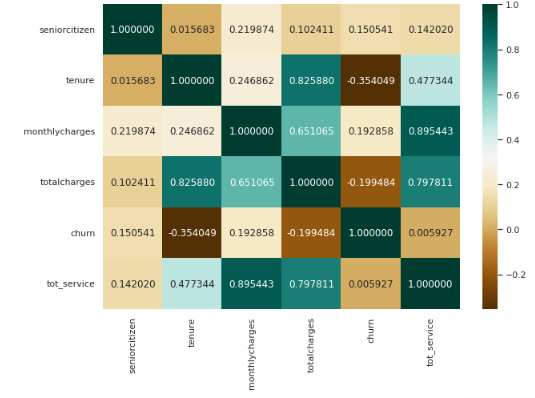 seniorcitizen 1.000000 0.015683 0.219874 0.102411 0.150541 0.142020
tenure 0.015683 1.000000 0.246862 0.825880 -0.354049 0.477344
monthlycharges 0.219874 0.246862 1.000000 0.651065 0.192858 0.895443
totalcharges 0.102411 0.825880 0.651065 1.000000 -0.199484 0.797811
churn 0.150541 -0.354049 0.192858 -0.199484 1.000000 0.005927
tot_service 0.142020 0.477344 0.895443 0.797811 0.005927 1.000000
seniorcitizen
tenure
monthlycharges
totalcharges
churn
tot_service
1.0
0.8
0.6
0.4
0.2
0.0
−0.2